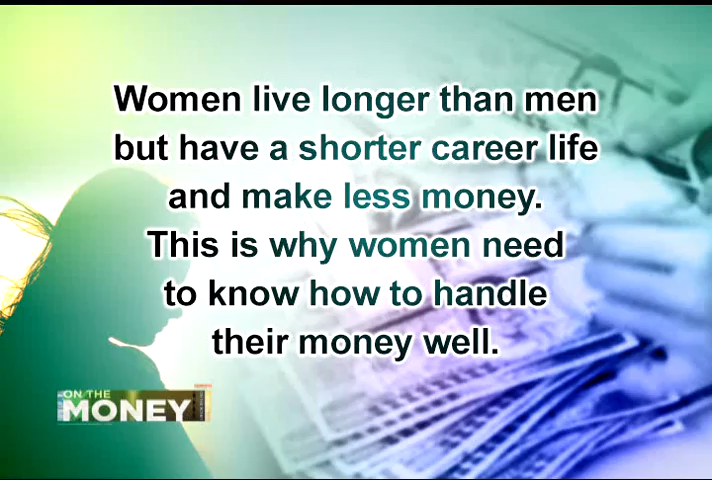 Women live longer than men
but have a shorter career life
and make less money.
This is why women need
to know how to handle
their money well.
ON THE
MONEY